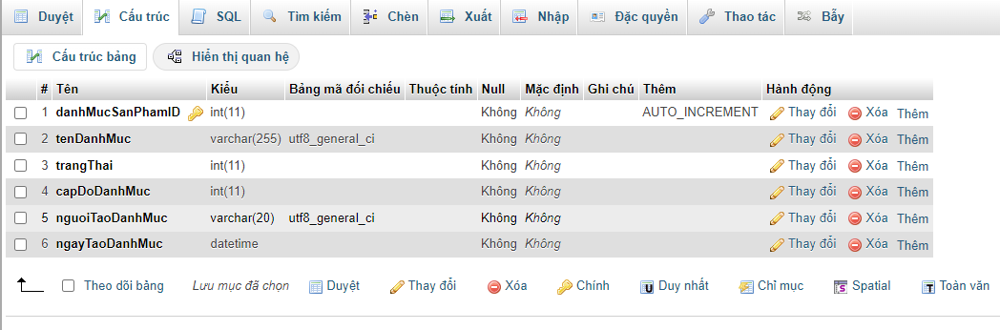 Duyệt Cấu trúc SQL Tìm kiếm Chèn Xuất Nhập Đặc quyền Thao tác Bẫy
Cấu trúc bảng Hiển thị quan hệ
# Tên Kiểu Bảng mã đối chiếu Thuộc tính Null Mặc định Ghi chú Thêm Hành động
1 danhMucSanPhamID int(11) Không Không AUTO_INCREMENT Thay đổi Xóa Thêm
2 tenDanhMuc varchar(255) utf8_general_ci Không Không Thay đổi Xóa Thêm
3 trangThai int(11) Không Không Thay đổi Xóa Thêm
4 capDoDanhMuc int(11) Không Không Thay đổi Xóa Thêm
5 nguoiTaoDanhMuc varchar(20) utf8_general_ci Không Không Thay đổi Xóa Thêm
6 ngayTaoDanhMuc datetime Không Không Thay đổi Xóa Thêm
Theo dõi bảng Lưu mục đã chọn Duyệt Thay đổi Xóa Chính U Duy nhất Chỉ mục S Spatial T Toàn văn